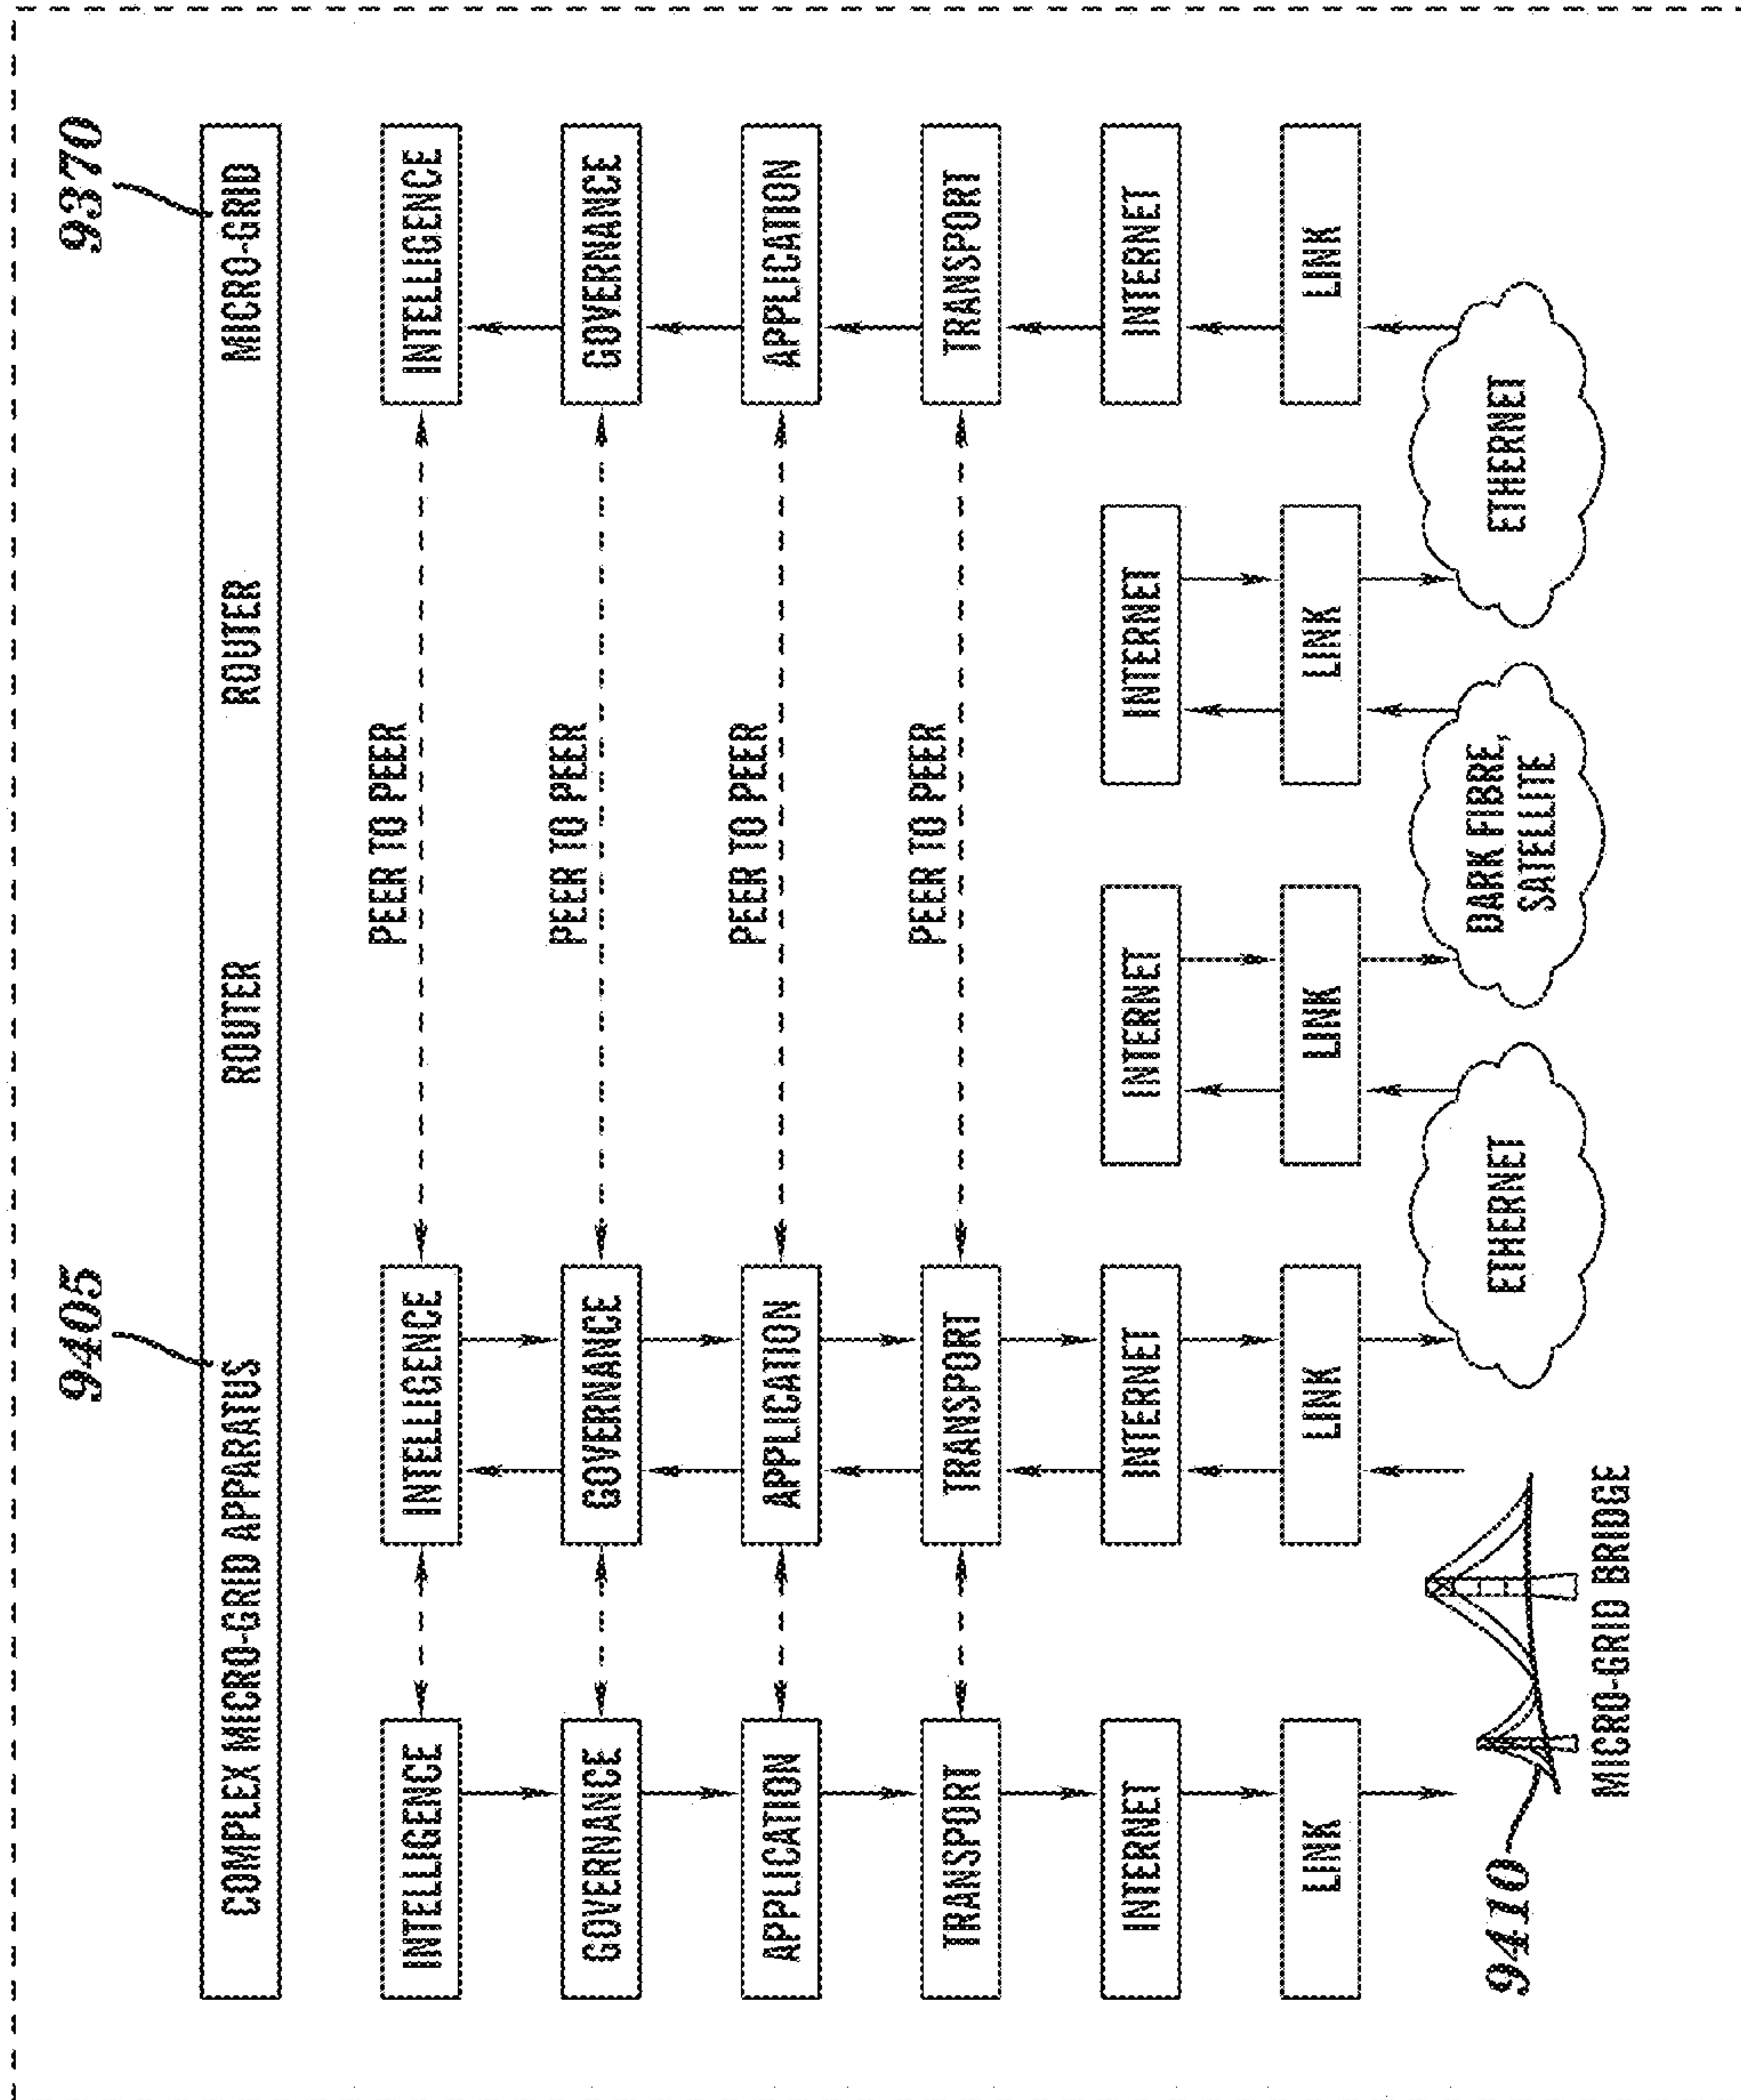 9405
9370
COMPLEX MICRO-GRID APPARATUS
ROUTER
ROUTER
MICRO-GRID
INTELLIGENCE
INTELLIGENCE
PEER TO PEER
INTELLIGENCE
GOVERNANCE
GOVERNANCE
PEER TO PEER
GOVERNANCE
APPLICATION
APPLICATION
PEER TO PEER
APPLICATION
TRANSPORT
TRANSPORT
PEER TO PEER
TRANSPORT
INTERNET
INTERNET
INTERNET
INTERNET
INTERNET
LINK
LINK
LINK
LINK
LINK
9410
MICRO-GRID BRIDGE
ETHERNET
DARK FIBRE,
SATELLITE
ETHERNET